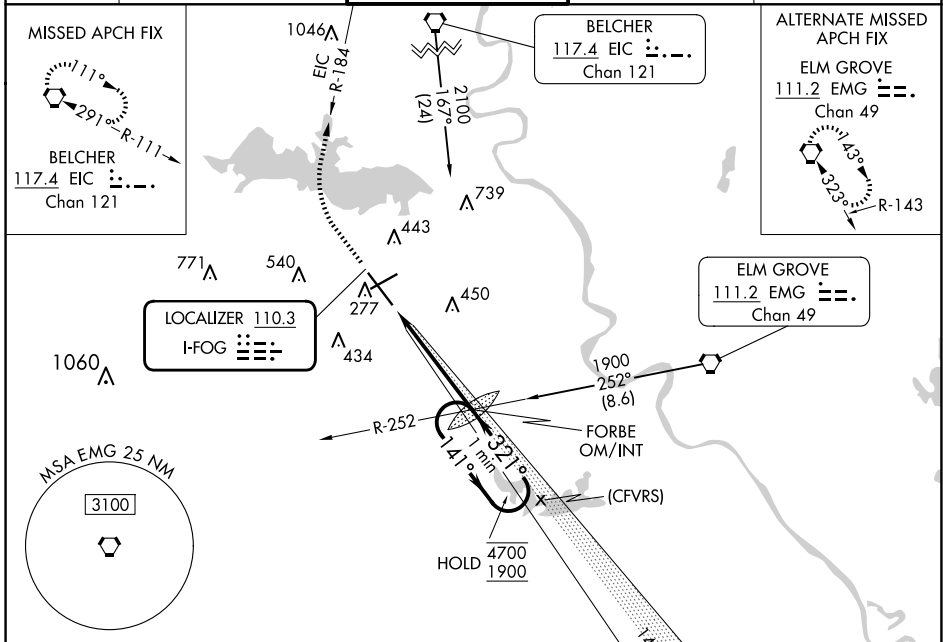 MISSED APCH FIX
111°
291°
R-111
BELCHER
117.4 EIC
Chan 121
1046
EIC
R-184
2100
167°
(24)
BELCHER
117.4 EIC
Chan 121
ALTERNATE MISSED
APCH FIX
ELM GROVE
111.2 EMG
Chan 49
143°
323°
R-143
739
443
771
540
277
450
LOCALIZER 110.3
I-FOG
434
1060
ELM GROVE
111.2 EMG
Chan 49
1900
252°
(8.6)
R-252
FORBE
OM/INT
141°
1 min
321°
(CFVRS)
HOLD 4700
1900
MSA EMG 25 NM
3100